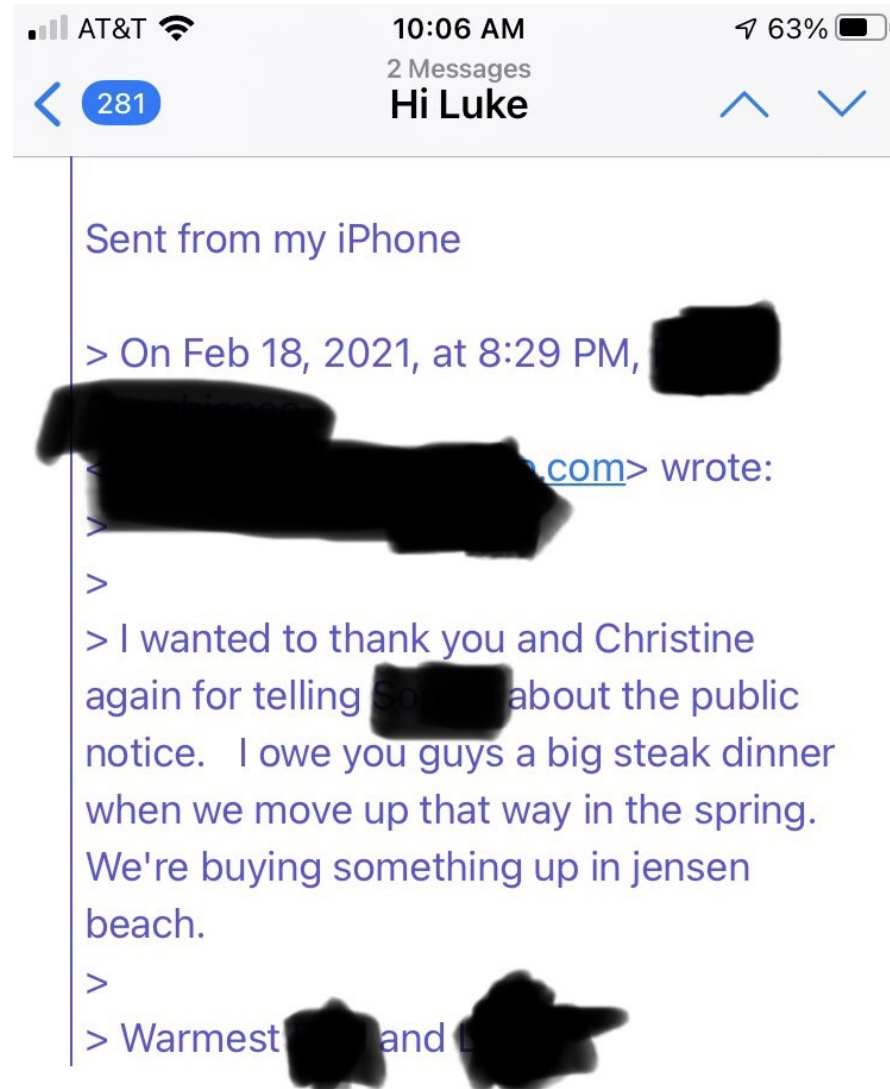 AT&T 10:06 AM 63%
2 Messages
281 Hi Luke
Sent from my iPhone
> On Feb 18, 2021, at 8:29 PM,
<
.com> wrote:
>
>
> I wanted to thank you and Christine
again for telling about the public
notice. I owe you guys a big steak dinner
when we move up that way in the spring.
We're buying something up in jensen
beach.
>
> Warmest and